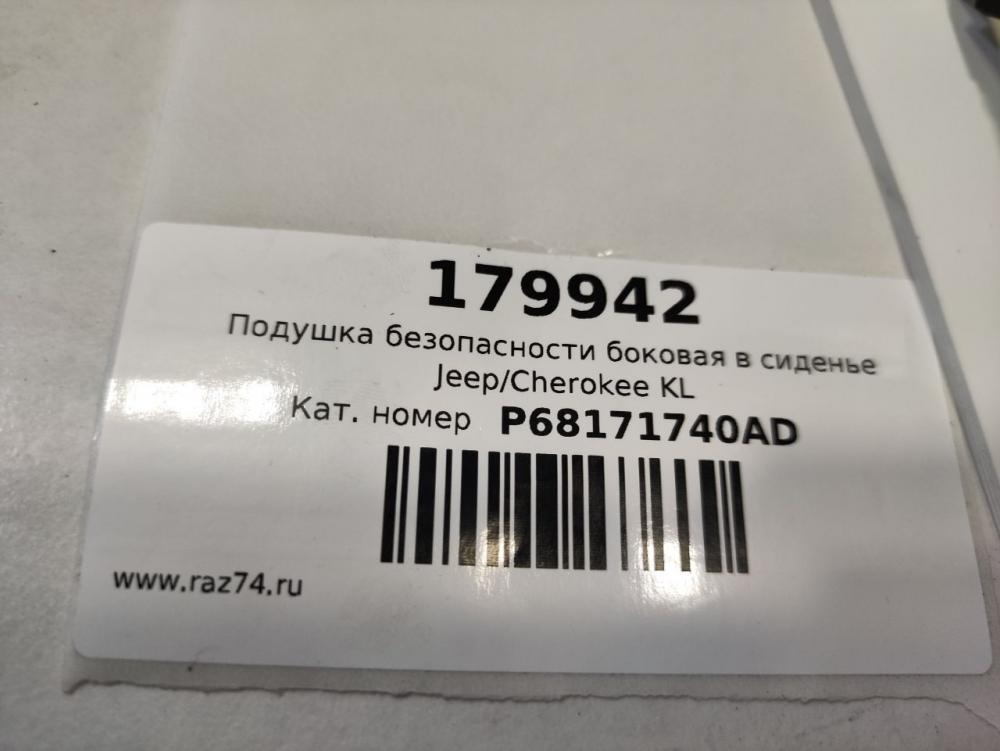 179942
Подушка безопасности боковая в сиденье
Jeep/Cherokee KL
Кат. номер P68171740AD
www.raz74.ru